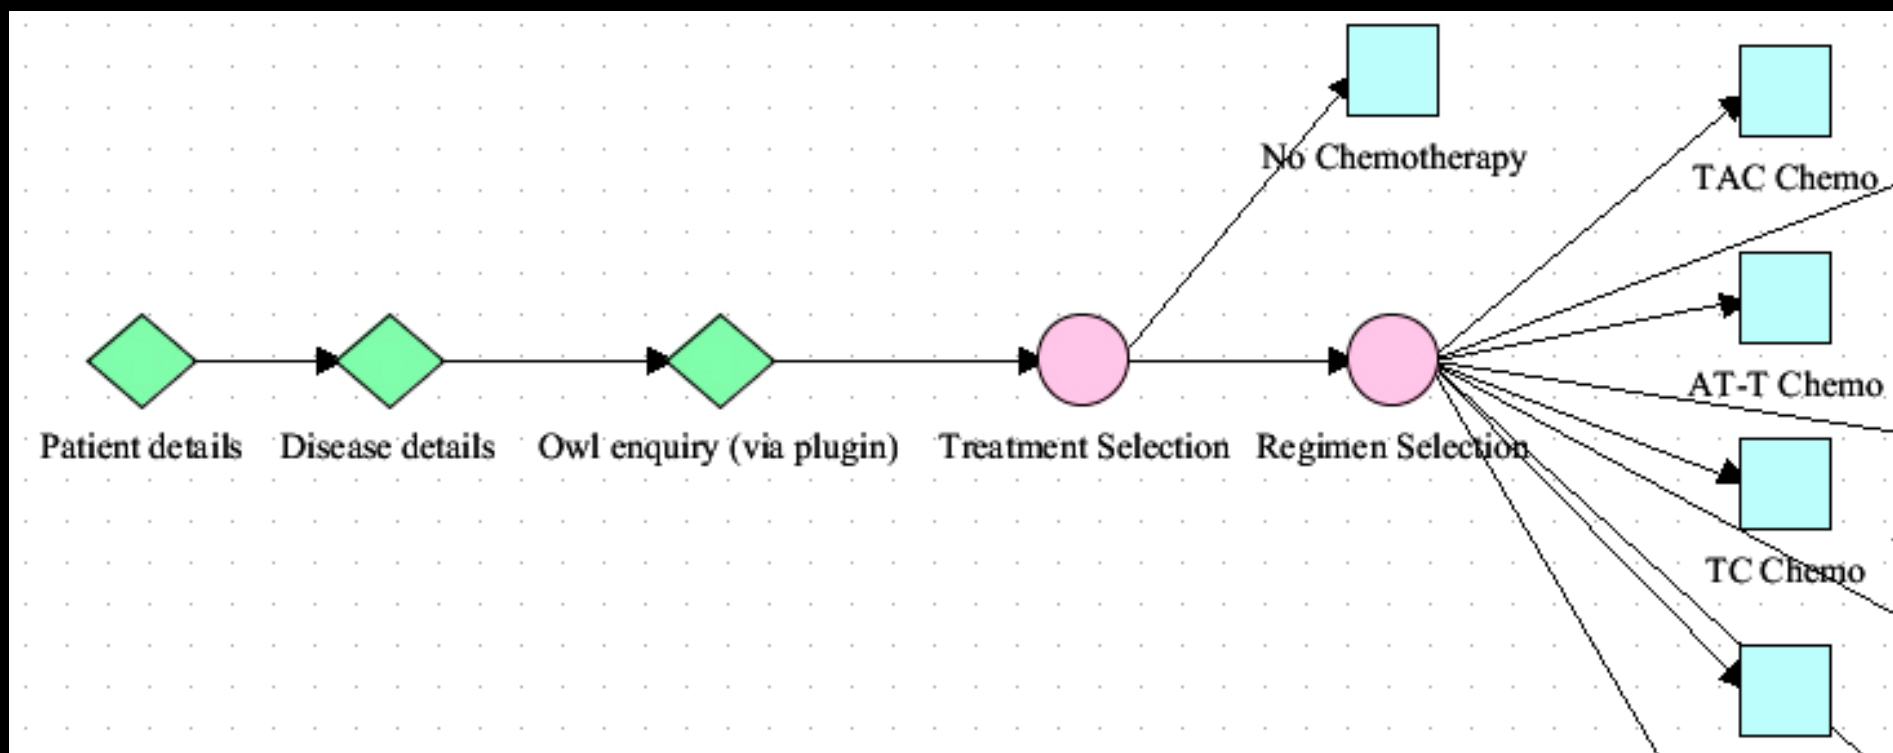 No Chemotherapy
TAC Chemo
AT-T Chemo
Patient details
Disease details
Owl enquiry (via plugin)
Treatment Selection
Regimen Selection
TC Chemo